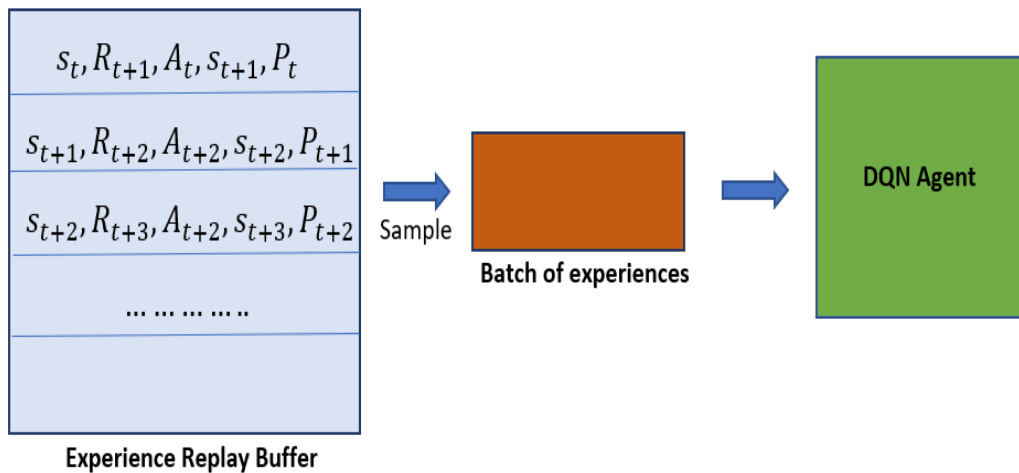 s_t, R_{t+1}, A_t, s_{t+1}, P_t
s_{t+1}, R_{t+2}, A_{t+2}, s_{t+2}, P_{t+1}
s_{t+2}, R_{t+3}, A_{t+2}, s_{t+3}, P_{t+2}
... ... ... ... ..
Experience Replay Buffer
Sample
Batch of experiences
DQN Agent